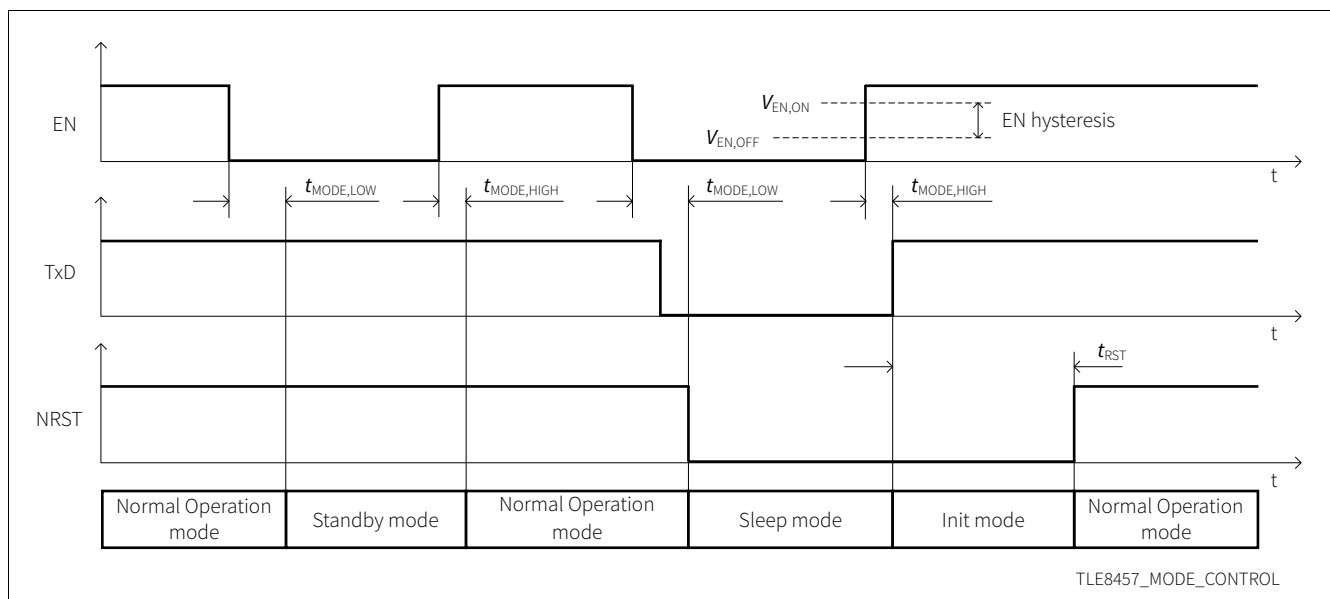 EN
V_EN,ON
V_EN,OFF
EN hysteresis
t
t_MODE,LOW
t_MODE,HIGH
t_MODE,LOW
t_MODE,HIGH
TxD
t
t_RST
NRST
t
Normal Operation
mode
Standby mode
Normal Operation
mode
Sleep mode
Init mode
Normal Operation
mode
TLE8457_MODE_CONTROL